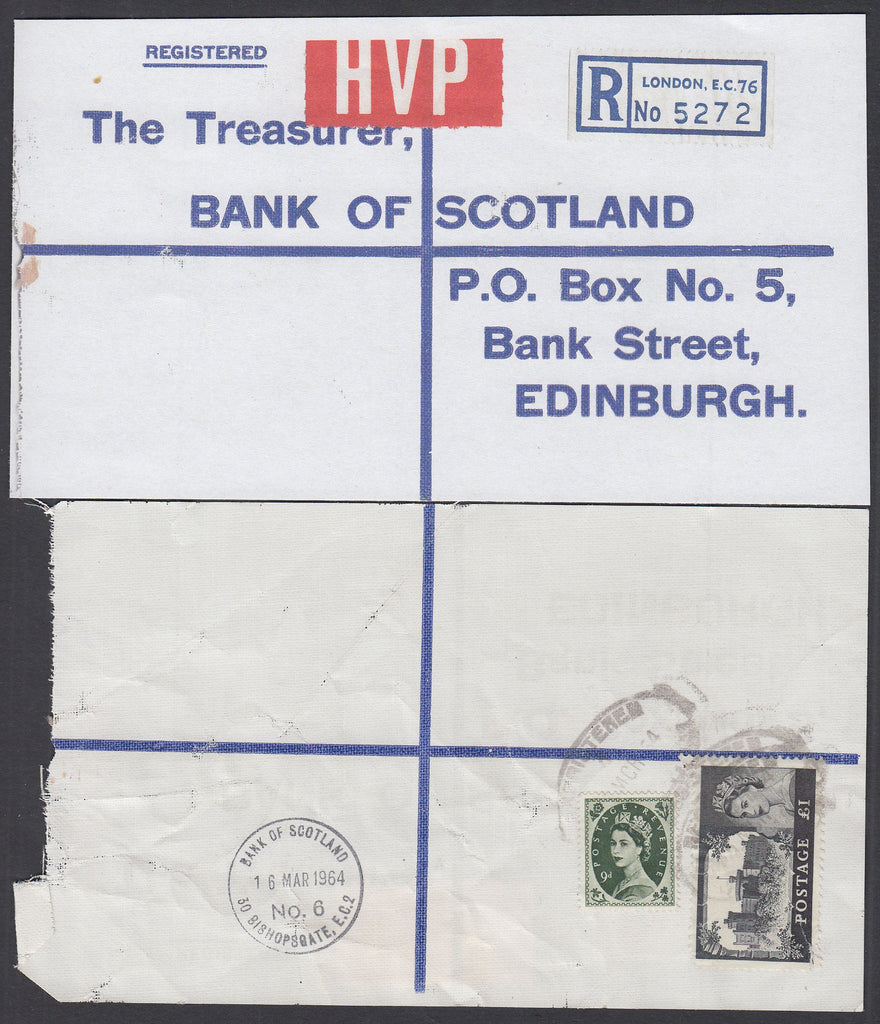 REGISTERED
HVP
R
LONDON, E.C.76
No 5272
The Treasurer,
BANK OF SCOTLAND
P.O. Box No. 5,
Bank Street,
EDINBURGH.
POSTAGE REVENUE
9d
POSTAGE £1
BANK OF SCOTLAND
16 MAR 1964
NO. 6
30 BISHOPSGATE, E.C.2